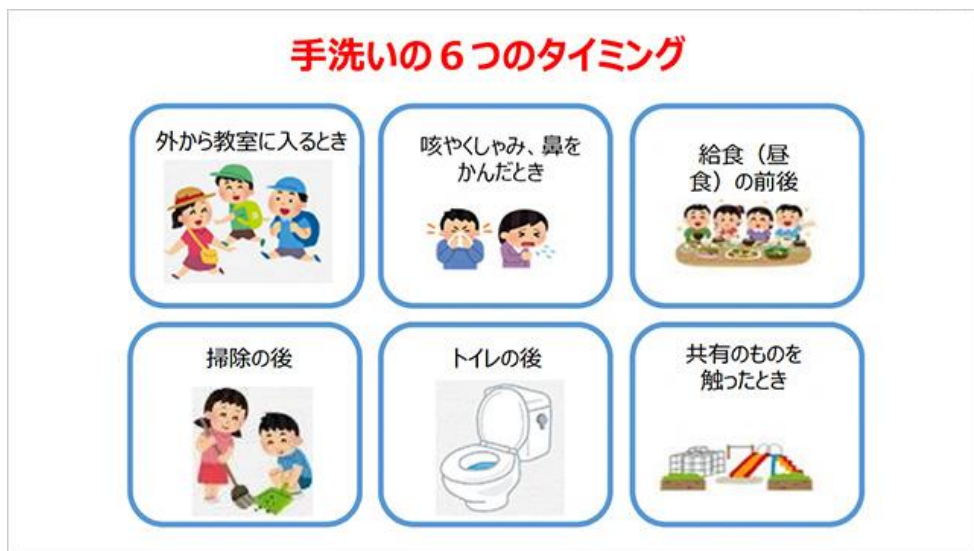 手洗いの６つのタイミング
外から教室に入るとき
咳やくしゃみ、鼻を
かんだとき
給食（昼
食）の前後
掃除の後
トイレの後
共有のものを
触ったとき